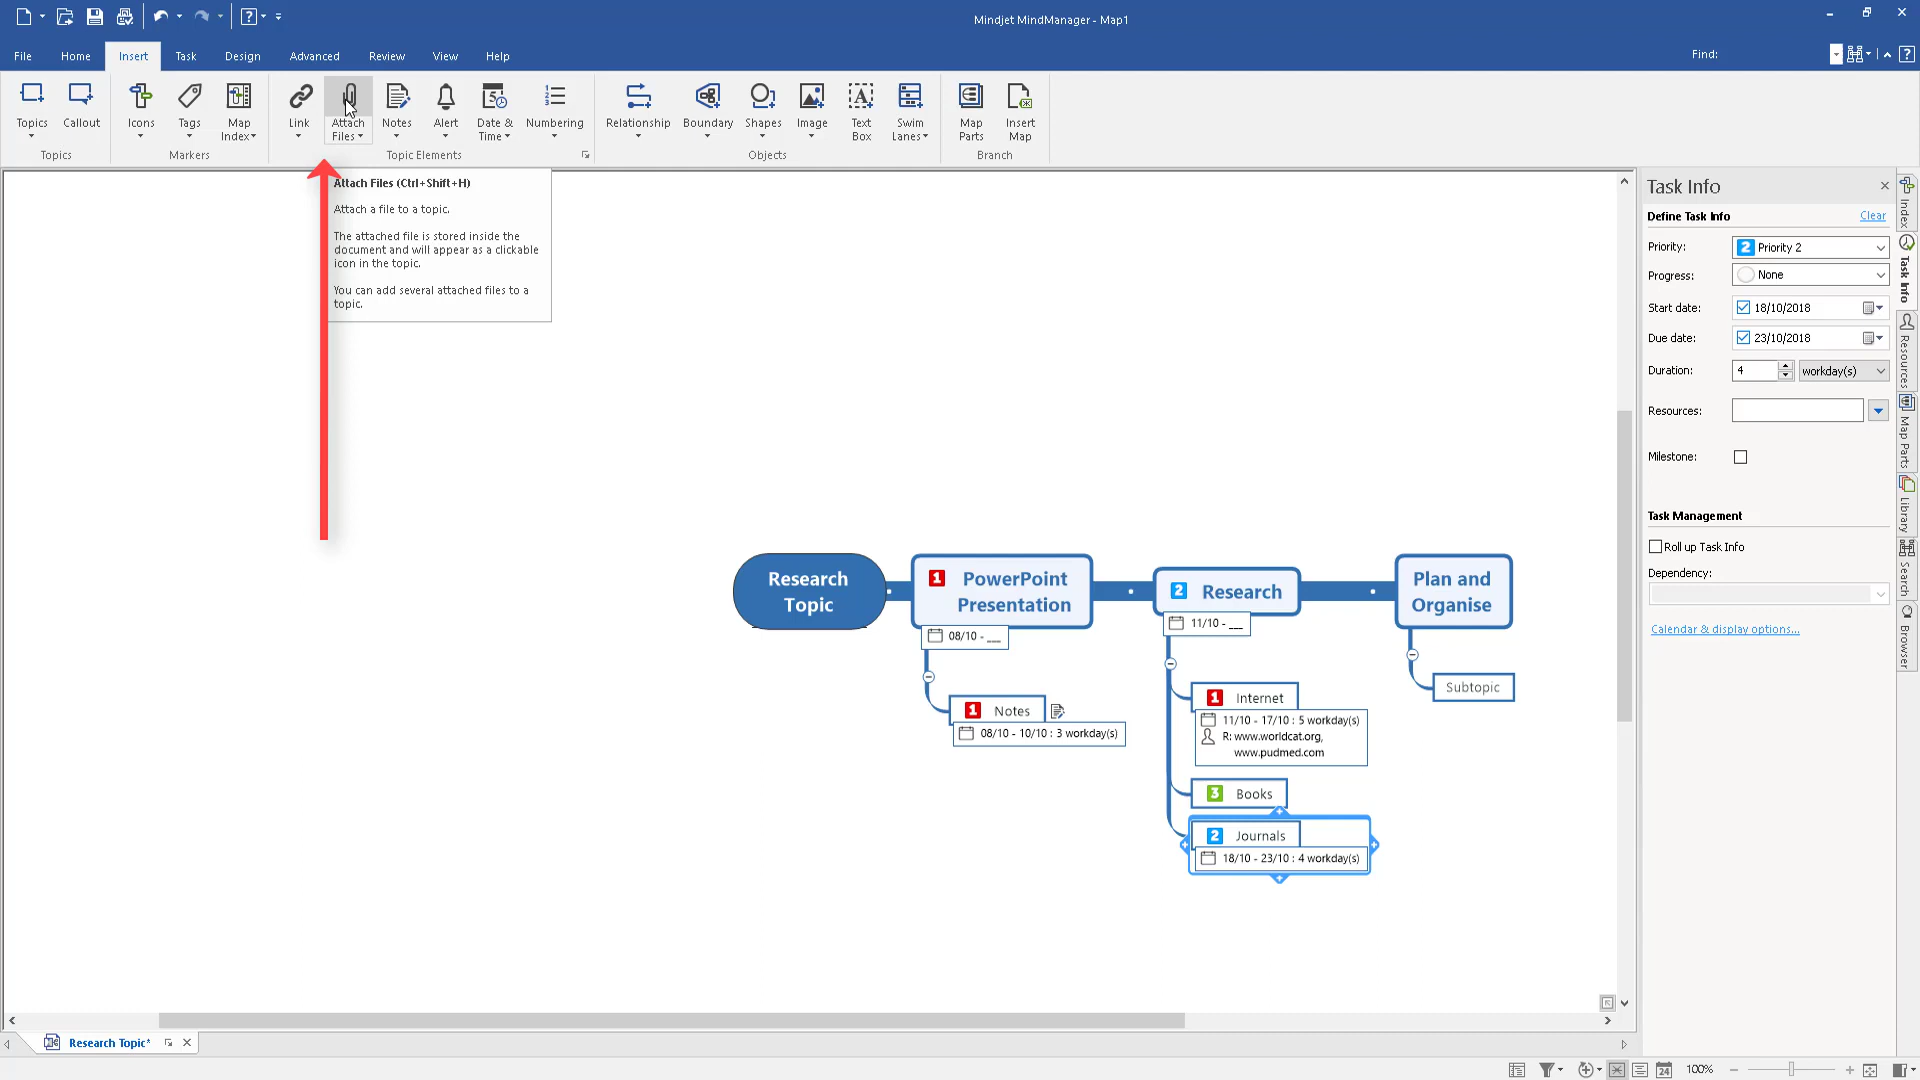 Mindjet MindManager - Map1
File Home Insert Task Design Advanced Review View Help Find:
Topics
Callout
Icons
Tags
Map
Index
Link
Attach
Files
Notes
Alert
Date &
Time
Numbering
Relationship
Boundary
Shapes
Image
Text
Box
Swim
Lanes
Map
Parts
Insert
Map
Topics Markers Topic Elements Objects Branch
Attach Files (Ctrl+Shift+H)
Attach a file to a topic.
The attached file is stored inside the
document and will appear as a clickable
icon in the topic.
You can add several attached files to a
topic.
Research
Topic
1 PowerPoint
Presentation
08/10 - __
1 Notes
08/10 - 10/10 : 3 workday(s)
2 Research
11/10 - __
1 Internet
11/10 - 17/10 : 5 workday(s)
R: www.worldcat.org,
www.pudmed.com
3 Books
2 Journals
18/10 - 23/10 : 4 workday(s)
Plan and
Organise
Subtopic
Task Info
Define Task Info Clear
Priority: 2 Priority 2
Progress: None
Start date: 18/10/2018
Due date: 23/10/2018
Duration: 4 workday(s)
Resources:
Milestone:
Task Management
Roll up Task Info
Dependency:
Calendar & display options...
Index
Task Info
Resources
Map Parts
Library
Search
Browser
Research Topic*
24
100%